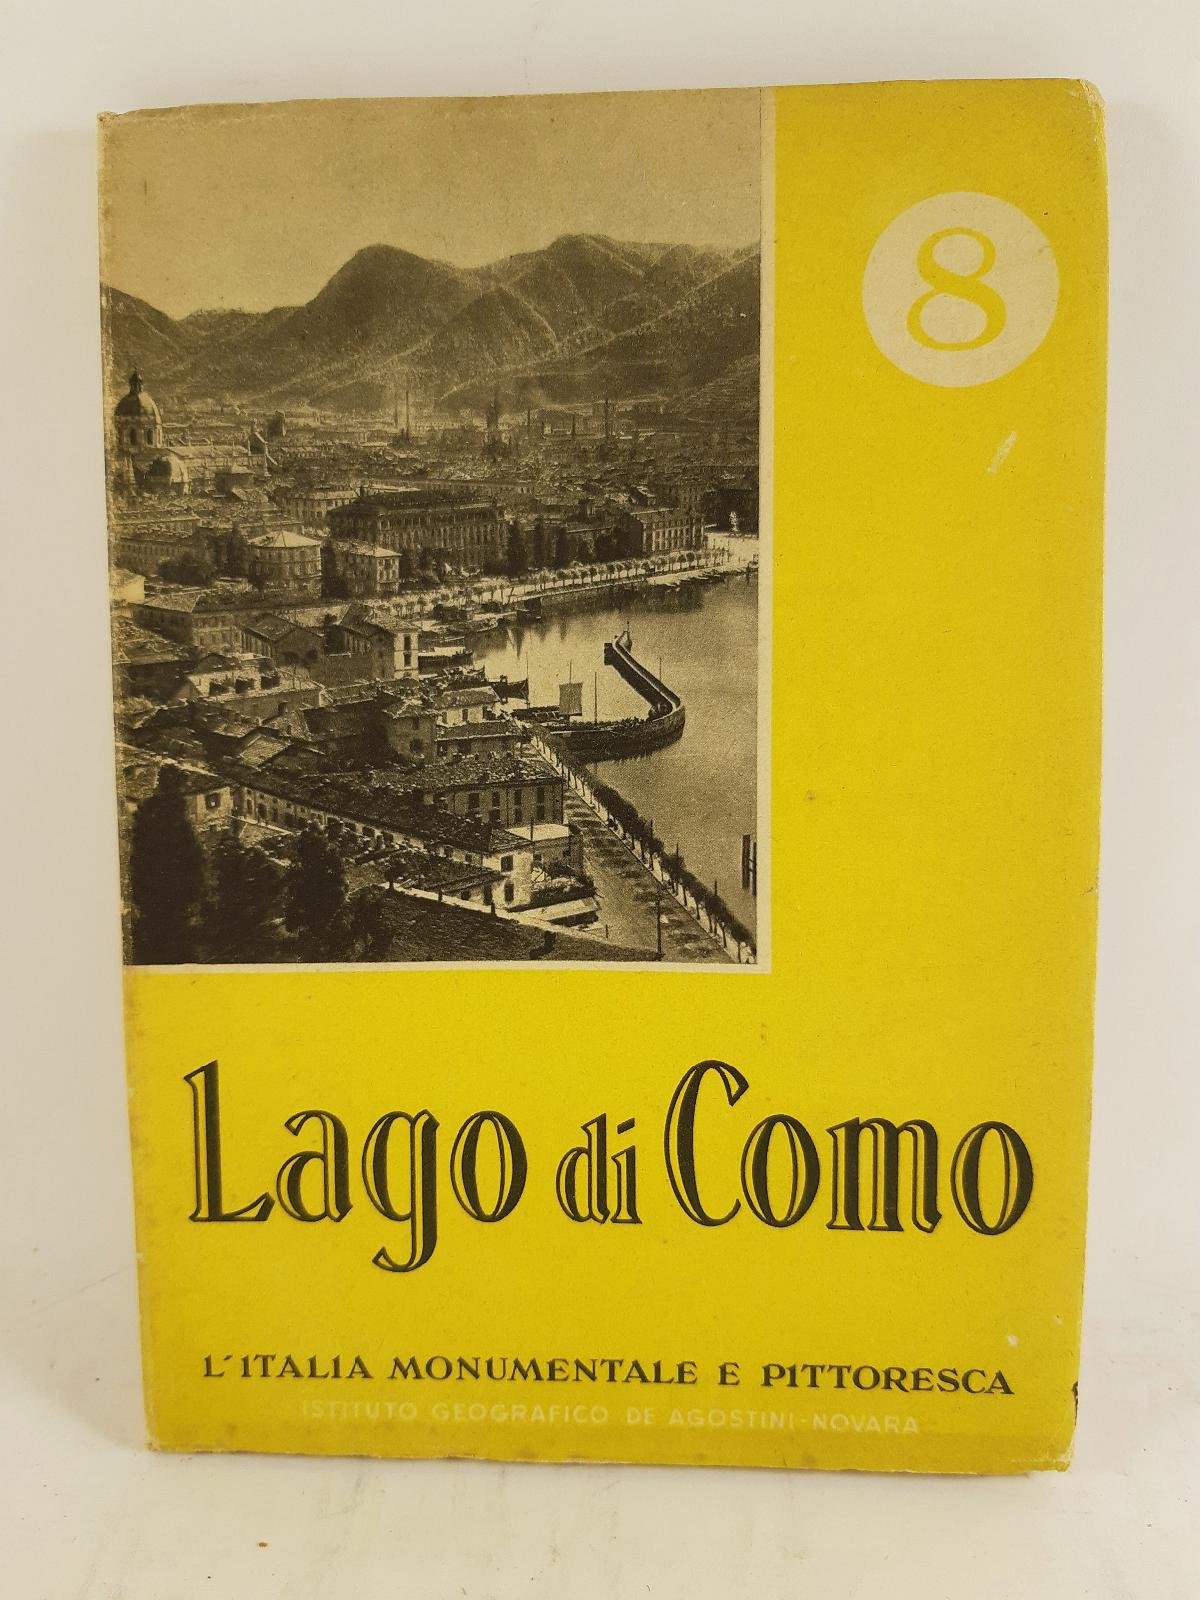 8
Lago di Como
L'ITALIA MONUMENTALE E PITTORESCA
ISTITUTO GEOGRAFICO DE AGOSTINI - NOVARA